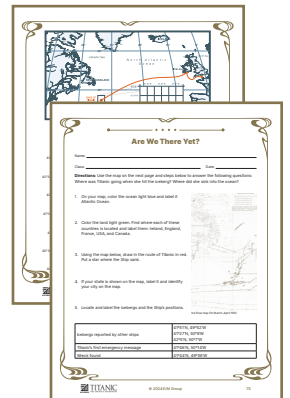 North Atlantic
Ocean
Are We There Yet?
Name:
Class: Date:
Directions: Use the map on the next page and steps below to answer the following questions:
Where was Titanic going when she hit the iceberg? Where did she sink into the ocean?
1. On your map, color the ocean light blue and label it
Atlantic Ocean.
2. Color the land light green. Find where each of these
countries is located and label them: Ireland, England,
France, USA, and Canada.
3. Using the map below, draw in the route of Titanic in red.
Put a star where the Ship sank.
4. If your state is shown on the map, label it and identify
your city on the map.
5. Locate and label the icebergs and the Ship's positions.
Icebergs reported by other ships
Titanic's first emergency message
Wreck found
TITANIC
© 2024 EM Group 75